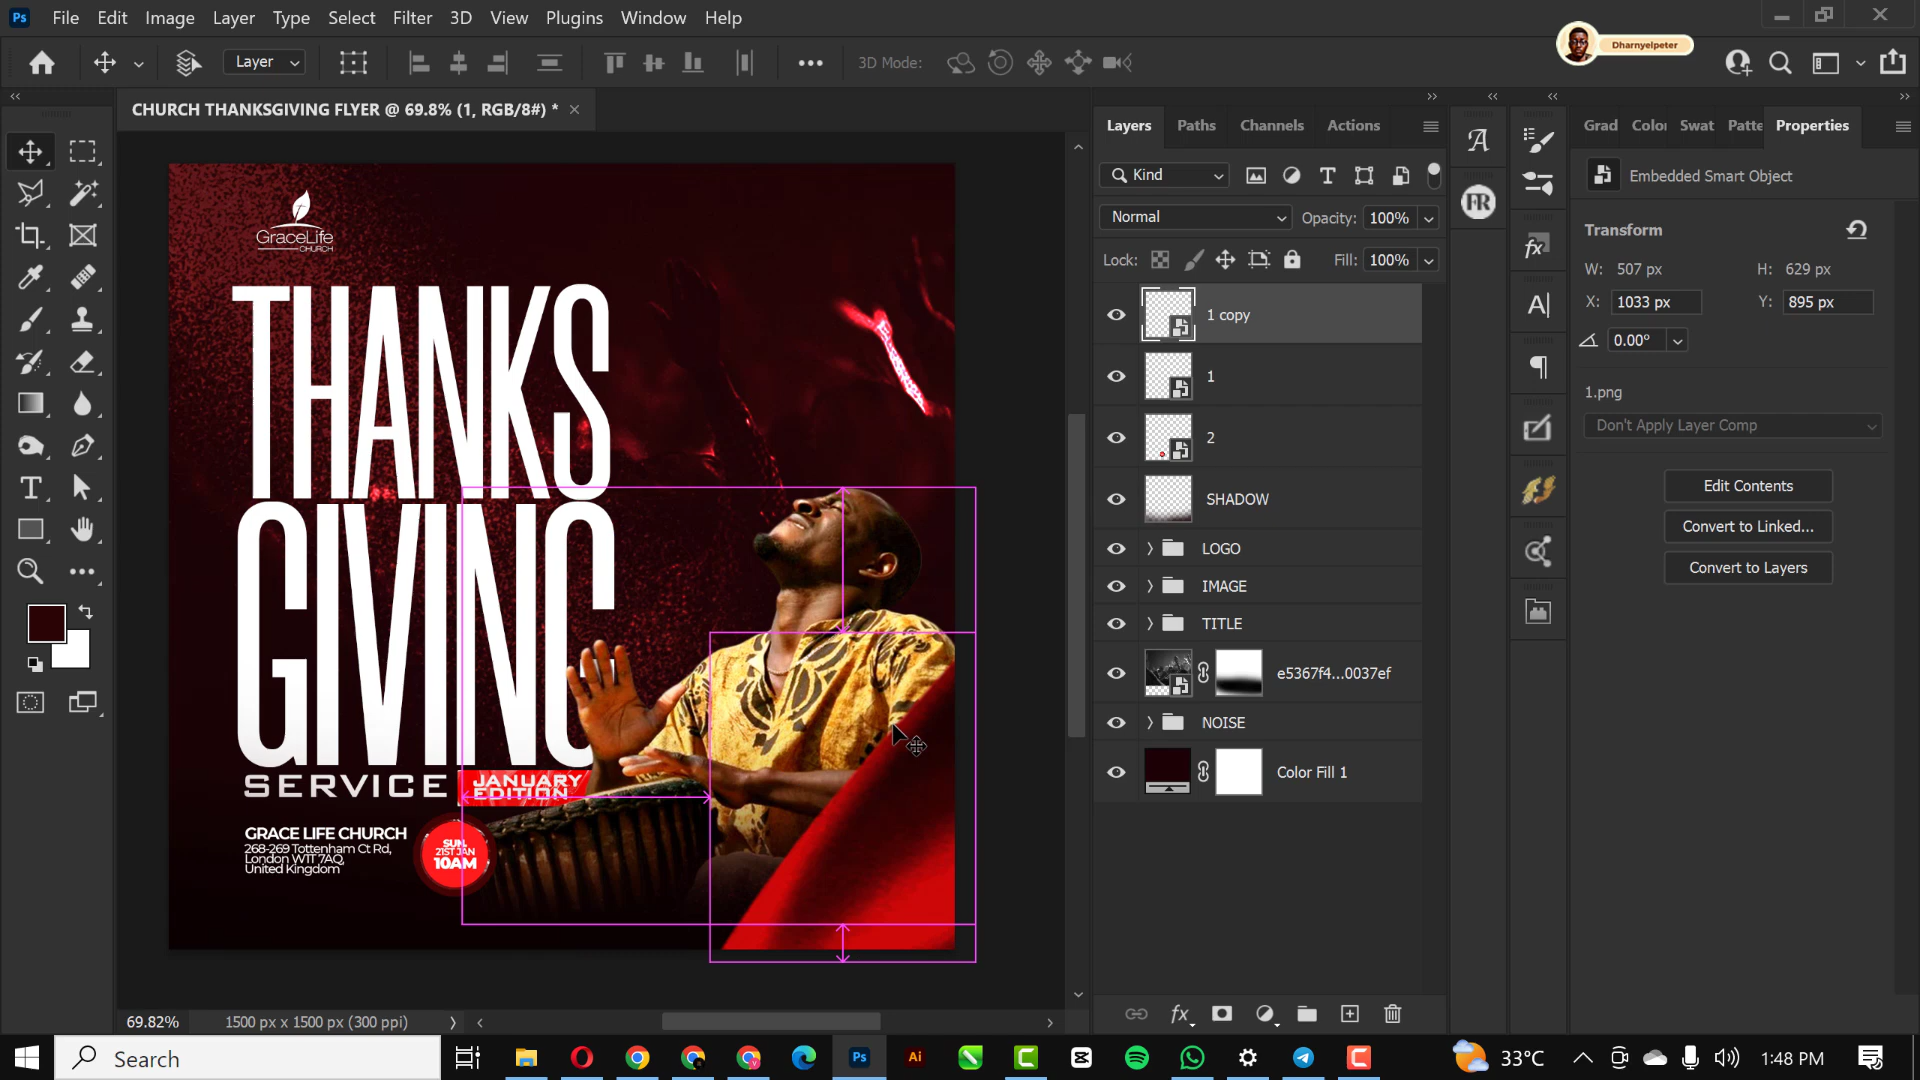 Ps File Edit Image Layer Type Select Filter 3D View Plugins Window Help
Dharnyelpeter
Layer
3D Mode:
CHURCH THANKSGIVING FLYER @ 69.8% (1, RGB/8#) *
GraceLife
CHURCH
THANKS
GIVING
SERVICE
JANUARY
EDITION
GRACE LIFE CHURCH
268-269 Tottenham Ct Rd,
London W1T 7AQ,
United Kingdom
SUN,
21ST JAN
10AM
69.82% 1500 px x 1500 px (300 ppi)
Layers Paths Channels Actions
Kind
Normal Opacity: 100%
Lock: Fill: 100%
1 copy
1
2
SHADOW
LOGO
IMAGE
TITLE
e5367f4...0037ef
NOISE
Color Fill 1
FR
Grad Color Swat Patte Properties
Embedded Smart Object
Transform
W: 507 px H: 629 px
X: 1033 px Y: 895 px
0.00°
1.png
Don't Apply Layer Comp
Edit Contents
Convert to Linked...
Convert to Layers
Search
Ps
Ai
33°C
1:48 PM